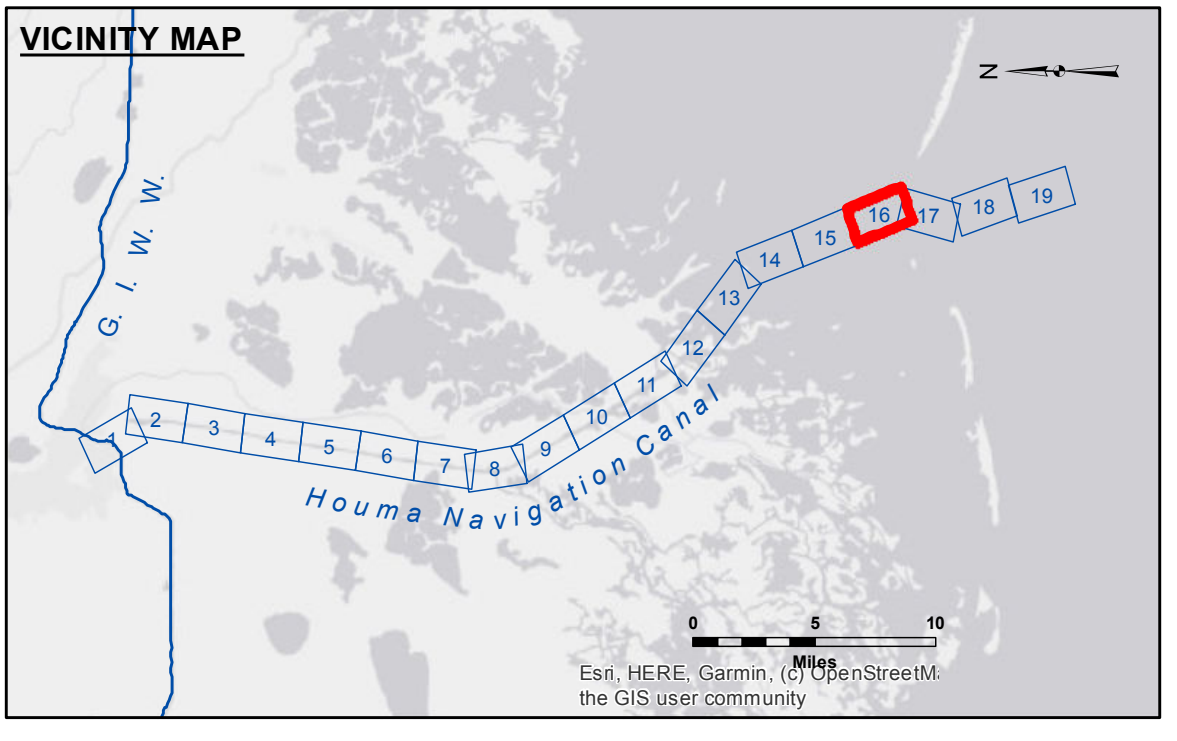 VICINITY MAP
N
G. I. W. W.
1
2
3
4
5
6
7
8
9
10
11
12
13
14
15
16
17
18
19
Houma Navigation Canal
0 5 10
Miles
Esri, HERE, Garmin, (c) OpenStreetM
the GIS user community